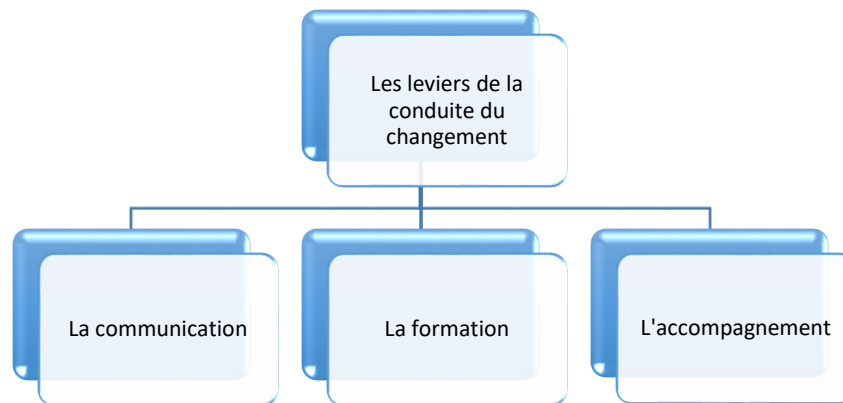 Les leviers de la
conduite du
changement
La communication
La formation
L'accompagnement